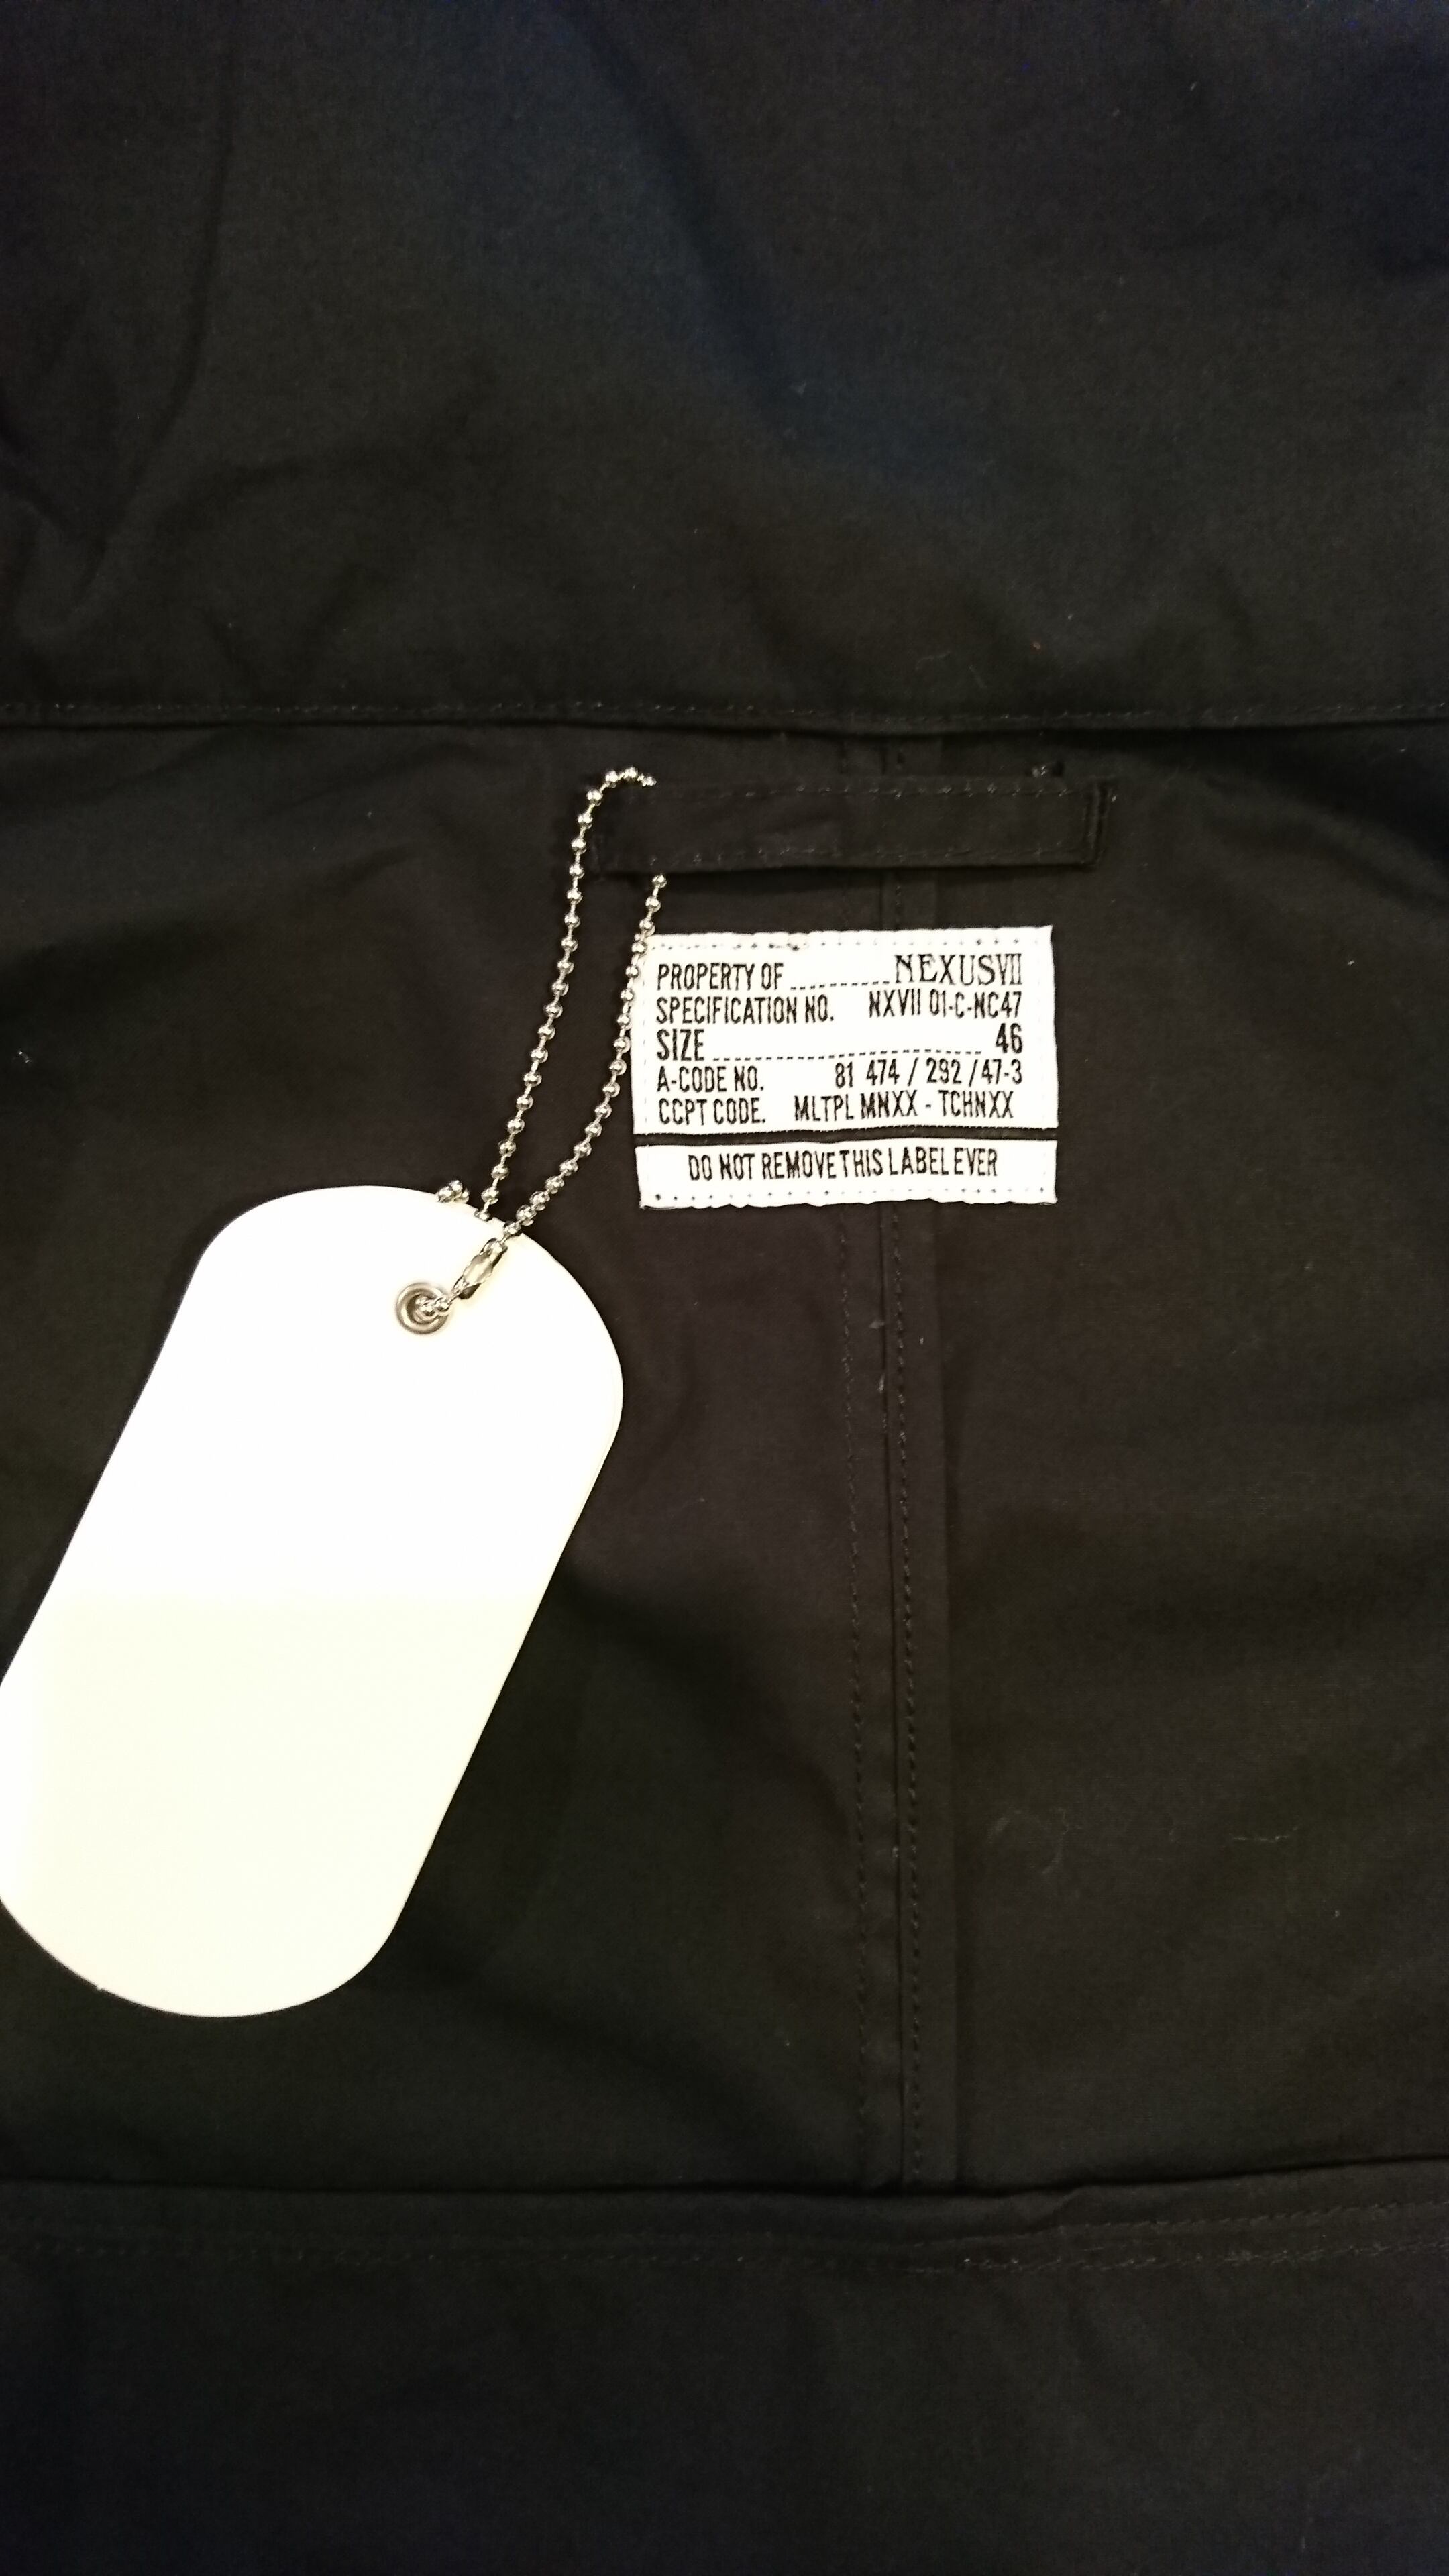 PROPERTY OF NEXUSVII
SPECIFICATION NO. NXVII 01-C-NC47
SIZE 46
A-CODE NO. 81 474 / 292 / 47-3
CCPT CODE. MLTPL MNXX - TCHNXX
DO NOT REMOVE THIS LABEL EVER